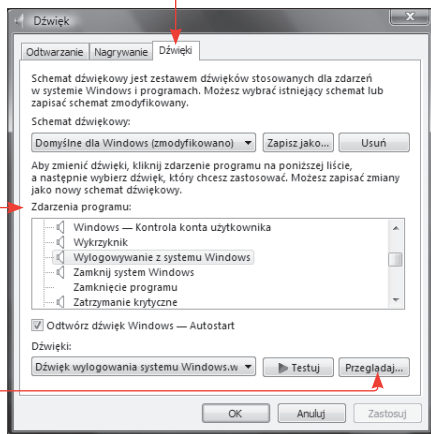 Dźwięk
Odtwarzanie Nagrywanie Dźwięki
Schemat dźwiękowy jest zestawem dźwięków stosowanych dla zdarzeń
w systemie Windows i programach. Możesz wybrać istniejący schemat lub
zapisać schemat zmodyfikowany.
Schemat dźwiękowy:
Domyślne dla Windows (zmodyfikowano) Zapisz jako... Usuń
Aby zmienić dźwięki, kliknij zdarzenie programu na poniższej liście,
a następnie wybierz dźwięk, który chcesz zastosować. Możesz zapisać zmiany
jako nowy schemat dźwiękowy.
Zdarzenia programu:
Windows — Kontrola konta użytkownika
Wykrzyknik
Wylogowywanie z systemu Windows
Zamknij system Windows
Zamknięcie programu
Zatrzymanie krytyczne
Odtwórz dźwięk Windows — Autostart
Dźwięki:
Dźwięk wylogowania systemu Windows.w Testuj Przeglądaj...
OK Anuluj Zastosuj